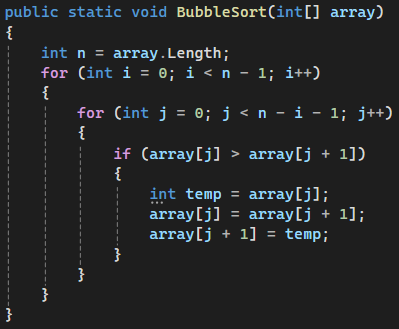 public static void BubbleSort(int[] array)
{
    int n = array.Length;
    for (int i = 0; i < n - 1; i++)
    {
        for (int j = 0; j < n - i - 1; j++)
        {
            if (array[j] > array[j + 1])
            {
                int temp = array[j];
                array[j] = array[j + 1];
                array[j + 1] = temp;
            }
        }
    }
}